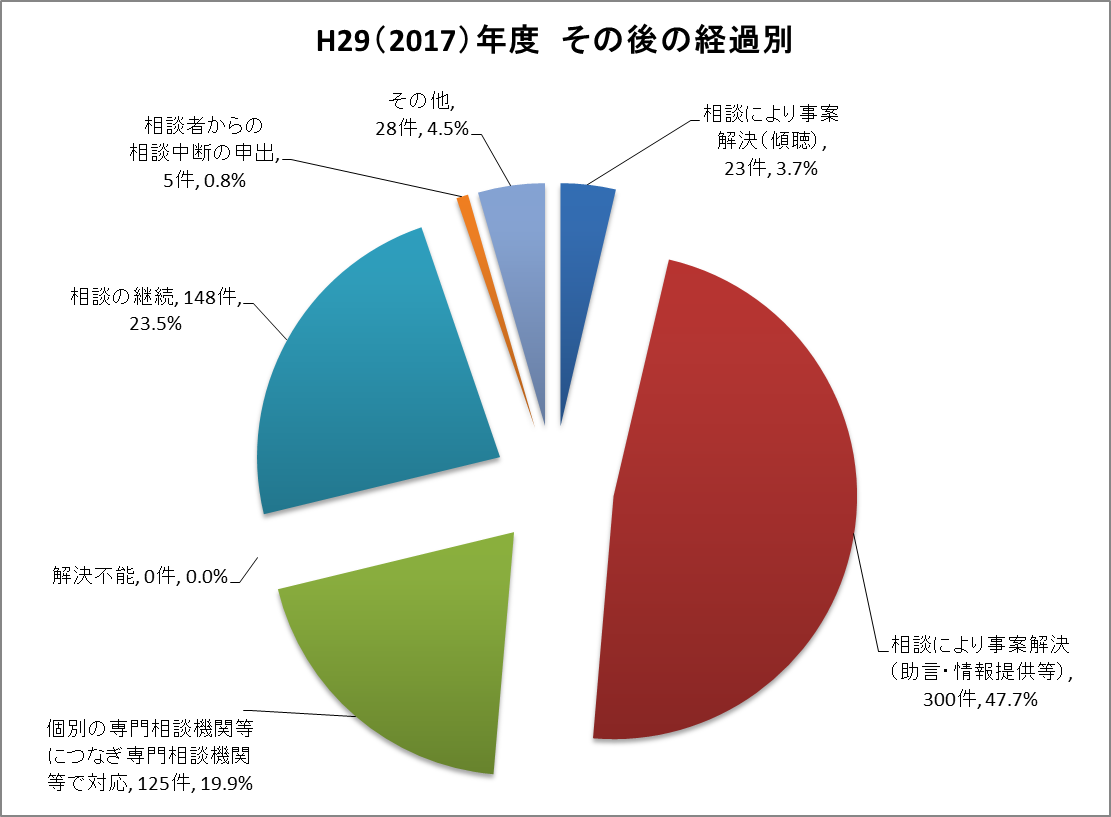 H29（2017）年度　その後の経過別
その他,
28件, 4.5%
相談により事案
解決（傾聴）,
23件, 3.7%
相談者からの
相談中断の申出,
5件, 0.8%
相談の継続, 148件,
23.5%
解決不能, 0件, 0.0%
相談により事案解決
（助言・情報提供等）,
300件, 47.7%
個別の専門相談機関等
につなぎ専門相談機関
等で対応, 125件, 19.9%